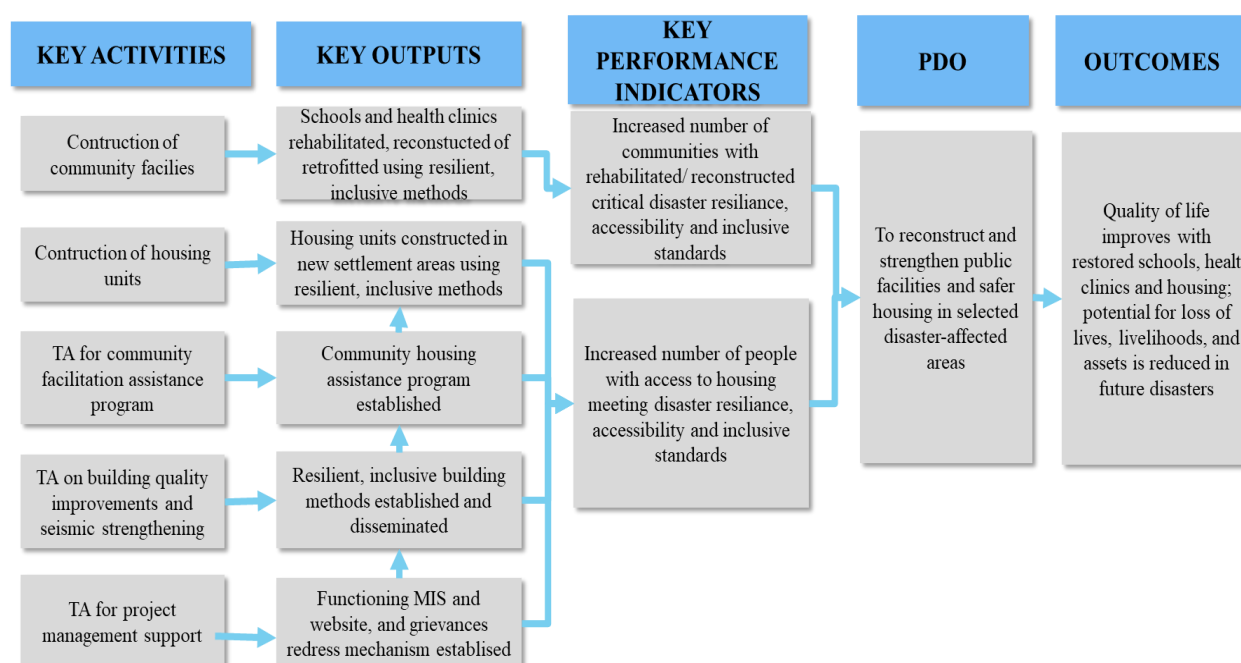 KEY ACTIVITIES
KEY OUTPUTS
KEY
PERFORMANCE
INDICATORS
PDO
OUTCOMES
Contruction of
community facilies
Contruction of housing
units
TA for community
facilitation assistance
program
TA on building quality
improvements and
seismic strengthening
TA for project
management support
Schools and health clinics
rehabilitated, reconstucted of
retrofitted using resilient,
inclusive methods
Housing units constructed in
new settlement areas using
resilient, inclusive methods
Community housing
assistance program
established
Resilient, inclusive building
methods established and
disseminated
Functioning MIS and
website, and grievances
redress mechanism establised
Increased number of
communities with
rehabilitated/ reconstructed
critical disaster resiliance,
accessibility and inclusive
standards
Increased number of people
with access to housing
meeting disaster resiliance,
accessibility and inclusive
standards
To reconstruct and
strengthen public
facilities and safer
housing in selected
disaster-affected
areas
Quality of life
improves with
restored schools, healt
clinics and housing;
potential for loss of
lives, livelihoods, and
assets is reduced in
future disasters